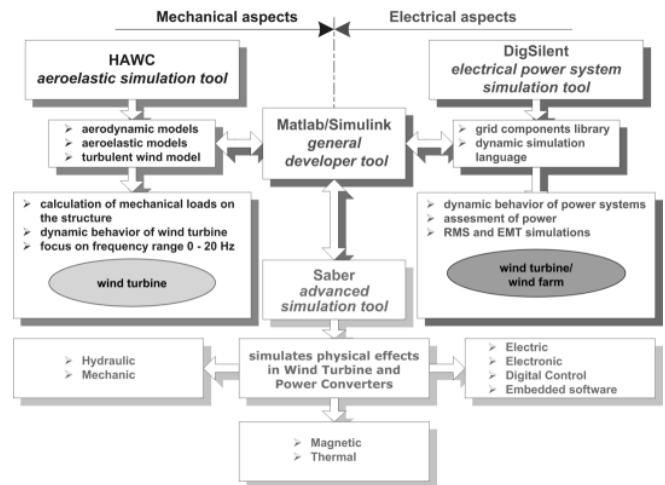 Mechanical aspects
Electrical aspects
HAWC
aeroelastic simulation tool
DigSilent
electrical power system
simulation tool
aerodynamic models
aeroelastic models
turbulent wind model
Matlab/Simulink
general
developer tool
grid components library
dynamic simulation
language
calculation of mechanical loads on
the structure
dynamic behavior of wind turbine
focus on frequency range 0 - 20 Hz
wind turbine
dynamic behavior of power systems
assesment of power
RMS and EMT simulations
wind turbine/
wind farm
Saber
advanced
simulation tool
Hydraulic
Mechanic
simulates physical effects
in Wind Turbine and
Power Converters
Electric
Electronic
Digital Control
Embedded software
Magnetic
Thermal